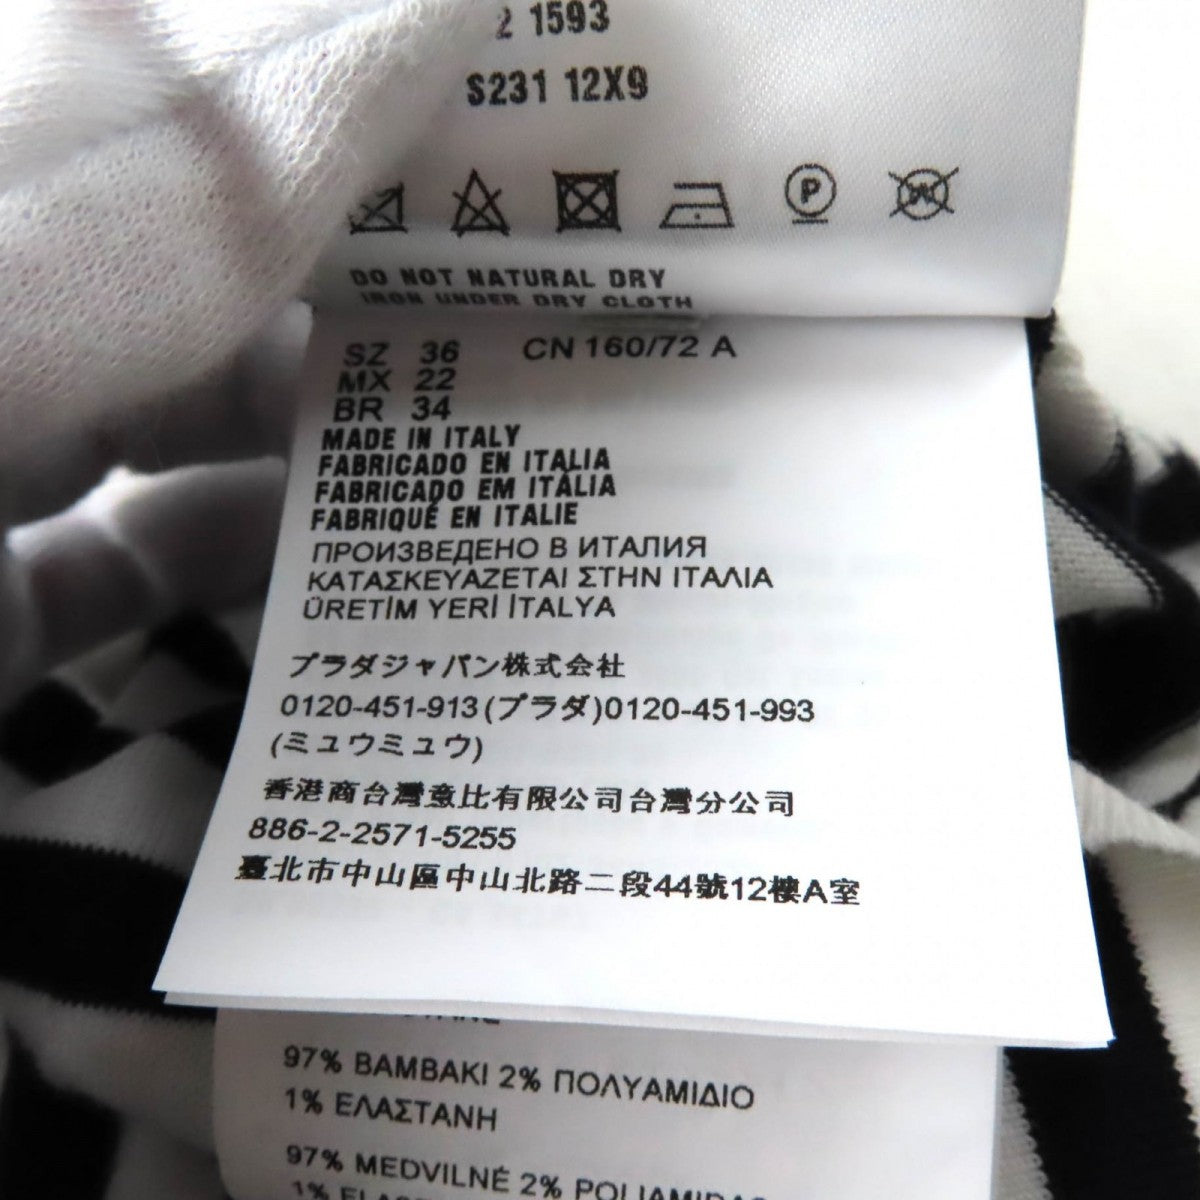 1593
S231 12X9
P
W
DO NOT NATURAL DRY
IRON UNDER DRY CLOTH
SZ 36 CN 160/72 A
MX 22
BR 34
MADE IN ITALY
FABRICADO EN ITALIA
FABRICADO EM ITÁLIA
FABRIQUÉ EN ITALIE
ПРОИЗВЕДЕНО В ИТАЛИЯ
ΚΑΤΑΣΚΕΥΑΖΕΤΑΙ ΣΤΗΝ ΙΤΑΛΙΑ
ÜRETİM YERİ İTALYA
プラダジャパン株式会社
0120-451-913(プラダ)0120-451-993
(ミュウミュウ)
香港商台灣意比有限公司台灣分公司
886-2-2571-5255
臺北市中山區中山北路二段44號12樓A室
97% ΒΑΜΒΑΚΙ 2% ΠΟΛΥΑΜΙΔΙΟ
1% ΕΛΑΣΤΑΝΗ
97% MEDVILNĖ 2%
1%